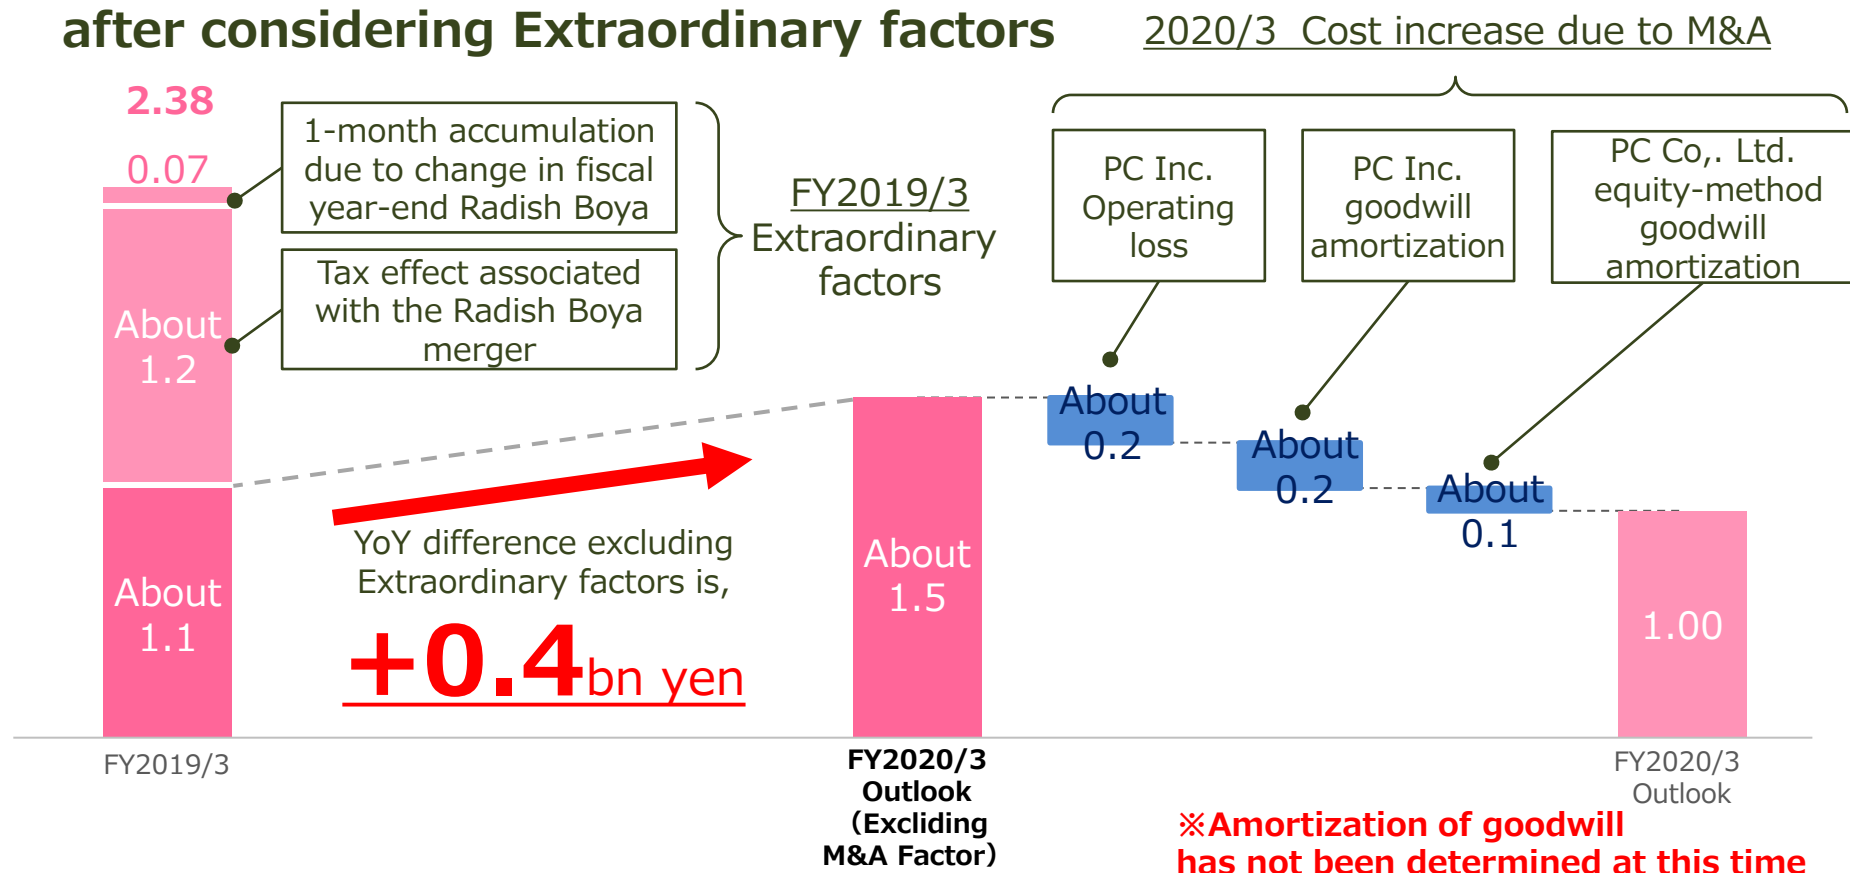 after considering Extraordinary factors
2020/3  Cost increase due to M&A
2.38
0.07
About
1.2
About
1.1
1-month accumulation
due to change in fiscal
year-end Radish Boya
Tax effect associated
with the Radish Boya
merger
FY2019/3
Extraordinary
factors
PC Inc.
Operating
loss
PC Inc.
goodwill
amortization
PC Co,. Ltd.
equity-method
goodwill
amortization
About
0.2
About
0.2
About
0.1
YoY difference excluding
Extraordinary factors is,
+0.4bn yen
About
1.5
1.00
FY2019/3
FY2020/3
Outlook
(Excliding
M&A Factor)
FY2020/3
Outlook
※Amortization of goodwill
has not been determined at this time